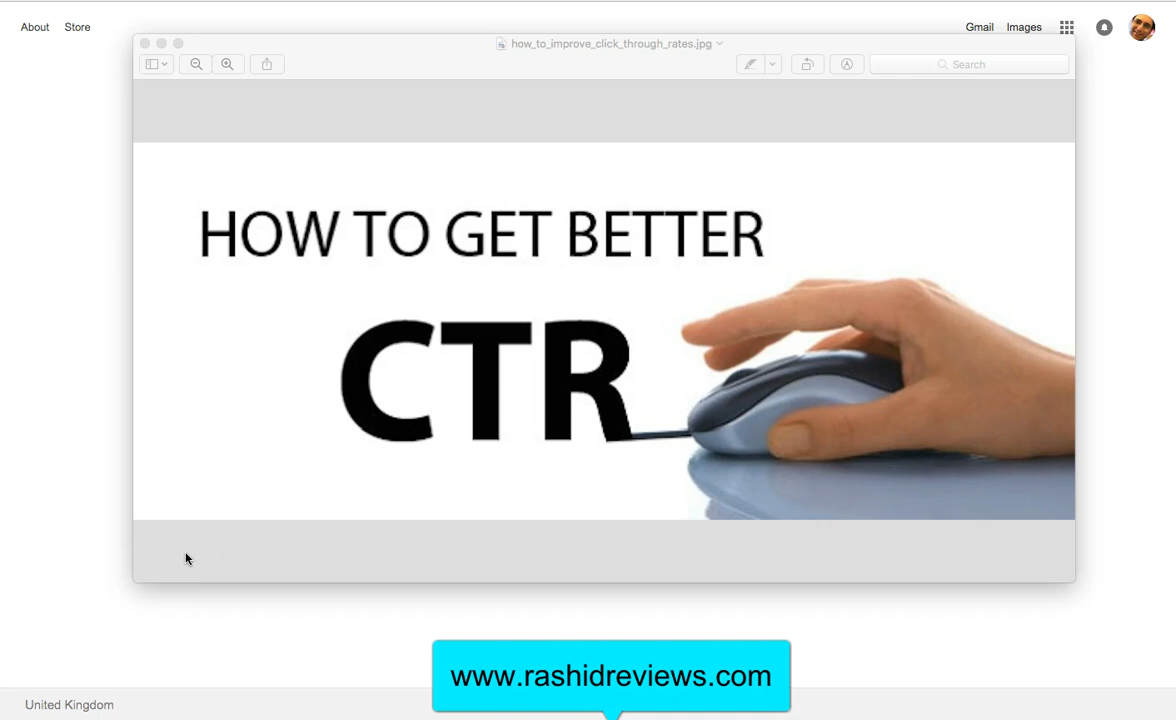 About Store Gmail Images
how_to_improve_click_through_rates.jpg
Search
HOW TO GET BETTER
CTR
www.rashidreviews.com
United Kingdom